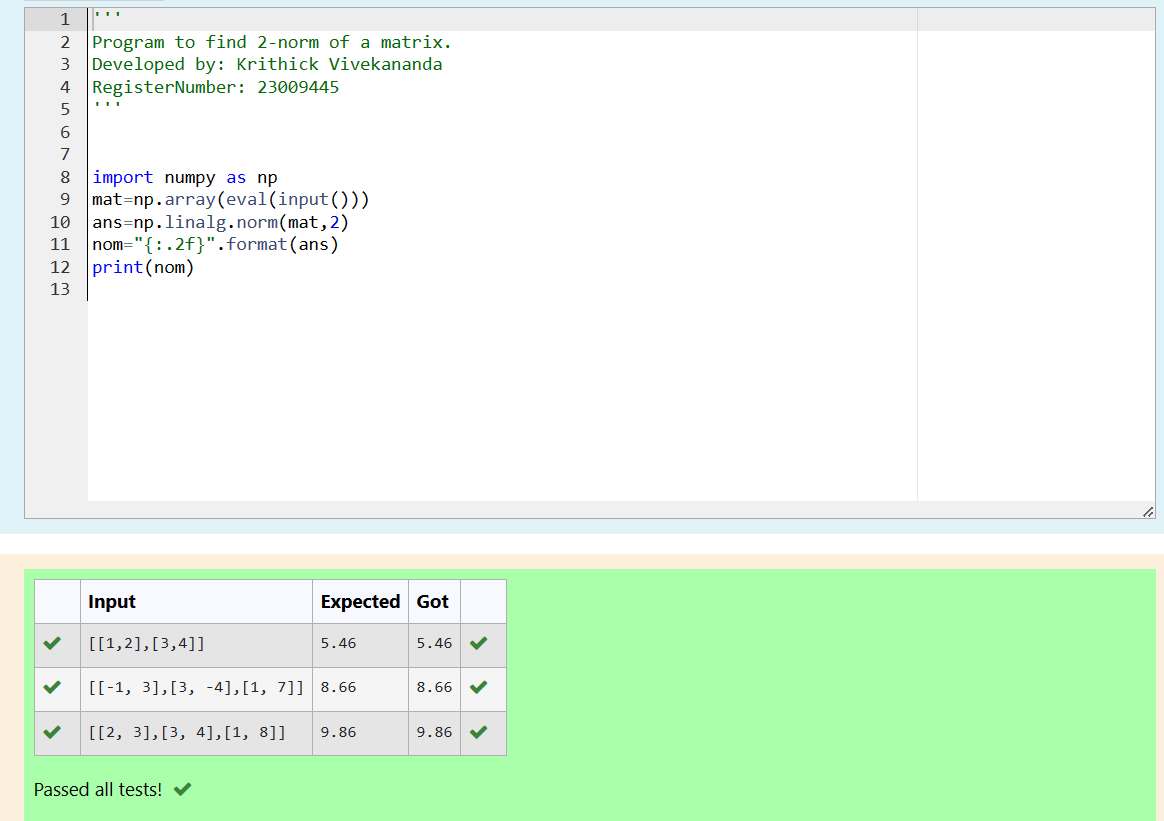 1 '''
2 Program to find 2-norm of a matrix.
3 Developed by: Krithick Vivekananda
4 RegisterNumber: 23009445
5 '''
6
7
8 import numpy as np
9 mat=np.array(eval(input()))
10 ans=np.linalg.norm(mat,2)
11 nom="{:.2f}".format(ans)
12 print(nom)
13
Input Expected Got
[[1,2],[3,4]] 5.46 5.46
[[-1, 3],[3, -4],[1, 7]] 8.66 8.66
[[2, 3],[3, 4],[1, 8]] 9.86 9.86
Passed all tests!